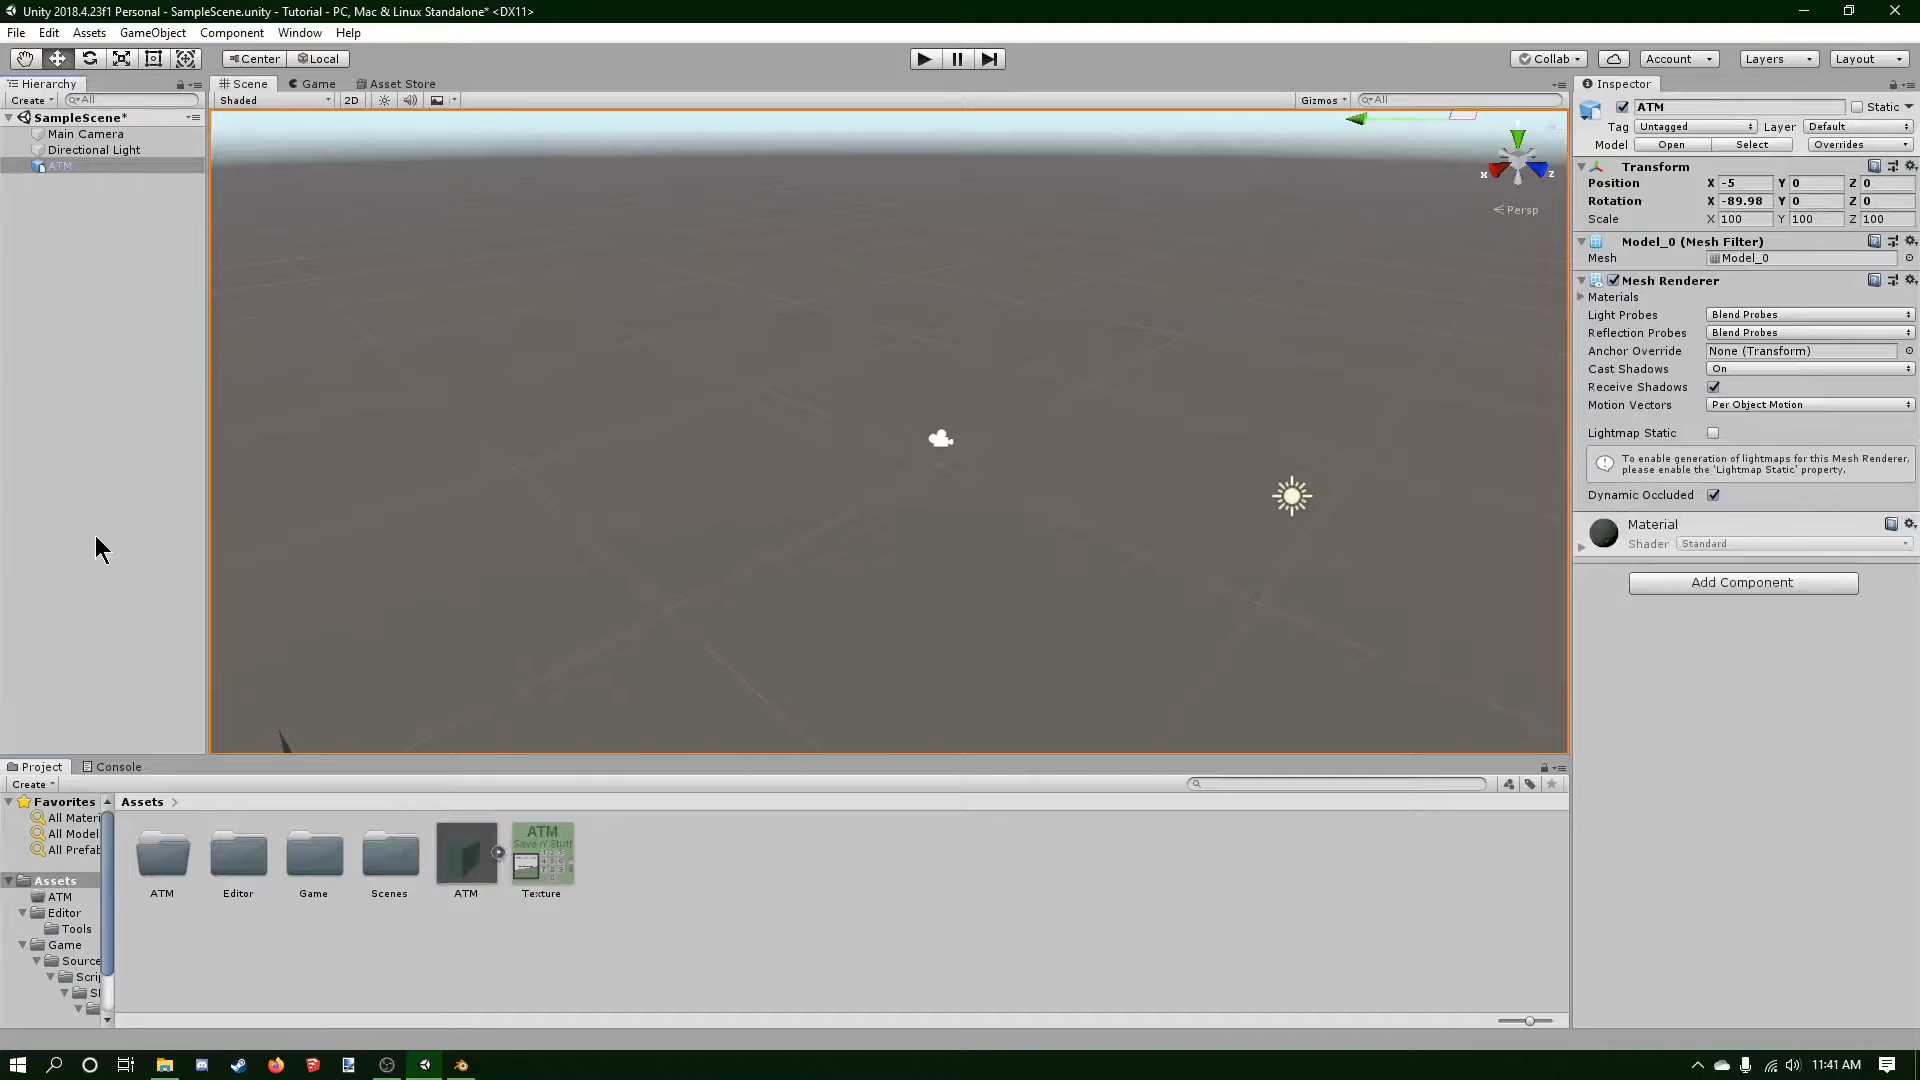 Unity 2018.4.23f1 Personal - SampleScene.unity - Tutorial - PC, Mac & Linux Standalone* <DX11>
File Edit Assets GameObject Component Window Help
Center Local Collab Account Layers Layout
Hierarchy
Create All
SampleScene*
Main Camera
Directional Light
ATM
Scene Game Asset Store
Shaded 2D Gizmos All
x z
Persp
Inspector
ATM Static
Tag Untagged Layer Default
Model Open Select Overrides
Transform
Position X -5 Y 0 Z 0
Rotation X -89.98 Y 0 Z 0
Scale X 100 Y 100 Z 100
Model_0 (Mesh Filter)
Mesh Model_0
Mesh Renderer
Materials
Light Probes Blend Probes
Reflection Probes Blend Probes
Anchor Override None (Transform)
Cast Shadows On
Receive Shadows
Motion Vectors Per Object Motion
Lightmap Static
To enable generation of lightmaps for this Mesh Renderer,
please enable the 'Lightmap Static' property.
Dynamic Occluded
Material
Shader Standard
Add Component
Project Console
Create
Favorites
All Materi
All Model
All Prefab
Assets
ATM
Editor
Tools
Game
Source
Scri
Assets
ATM
Save n' Stuff
ATM Editor Game Scenes ATM Texture
11:41 AM